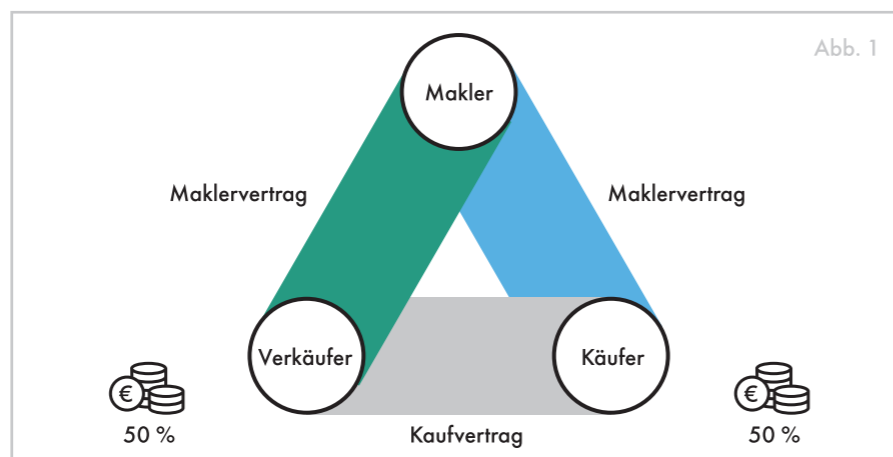 Abb. 1
Makler
Maklervertrag
Maklervertrag
Verkäufer
Käufer
€
€
50 %
Kaufvertrag
50 %